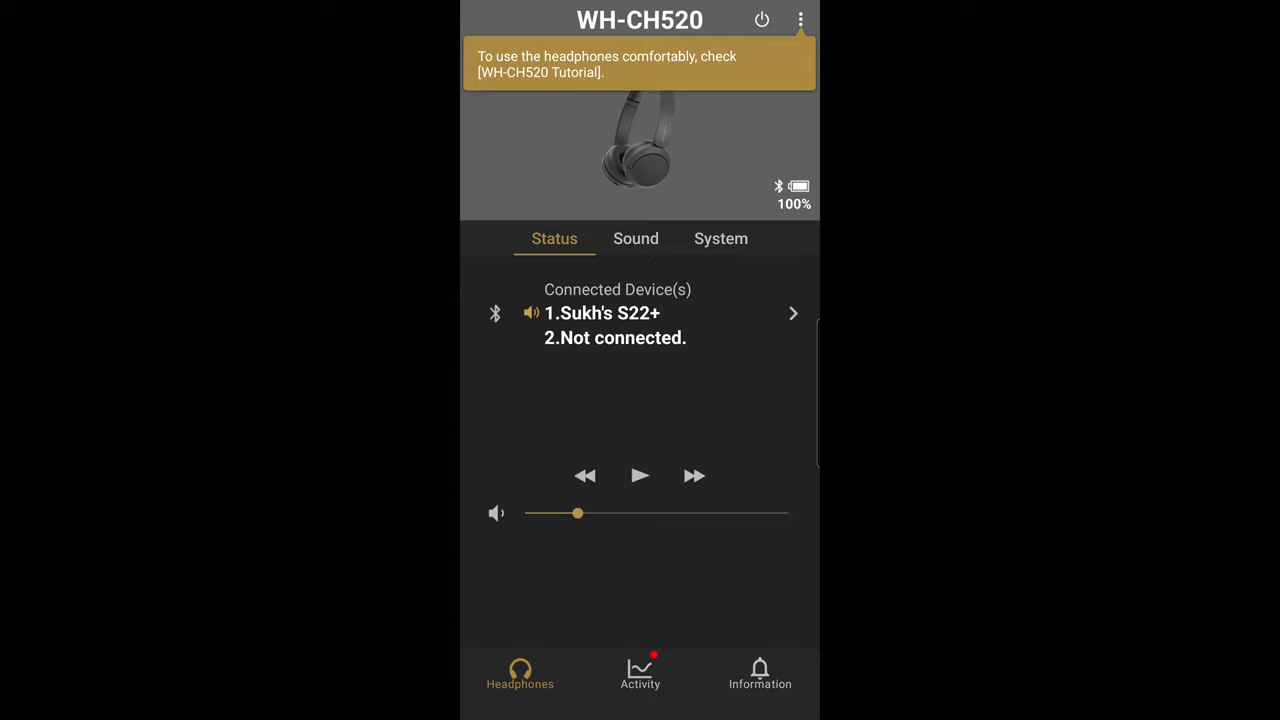 WH-CH520
To use the headphones comfortably, check
[WH-CH520 Tutorial].
100%
Status
Sound
System
Connected Device(s)
1.Sukh's S22+
2.Not connected.
Headphones
Activity
Information